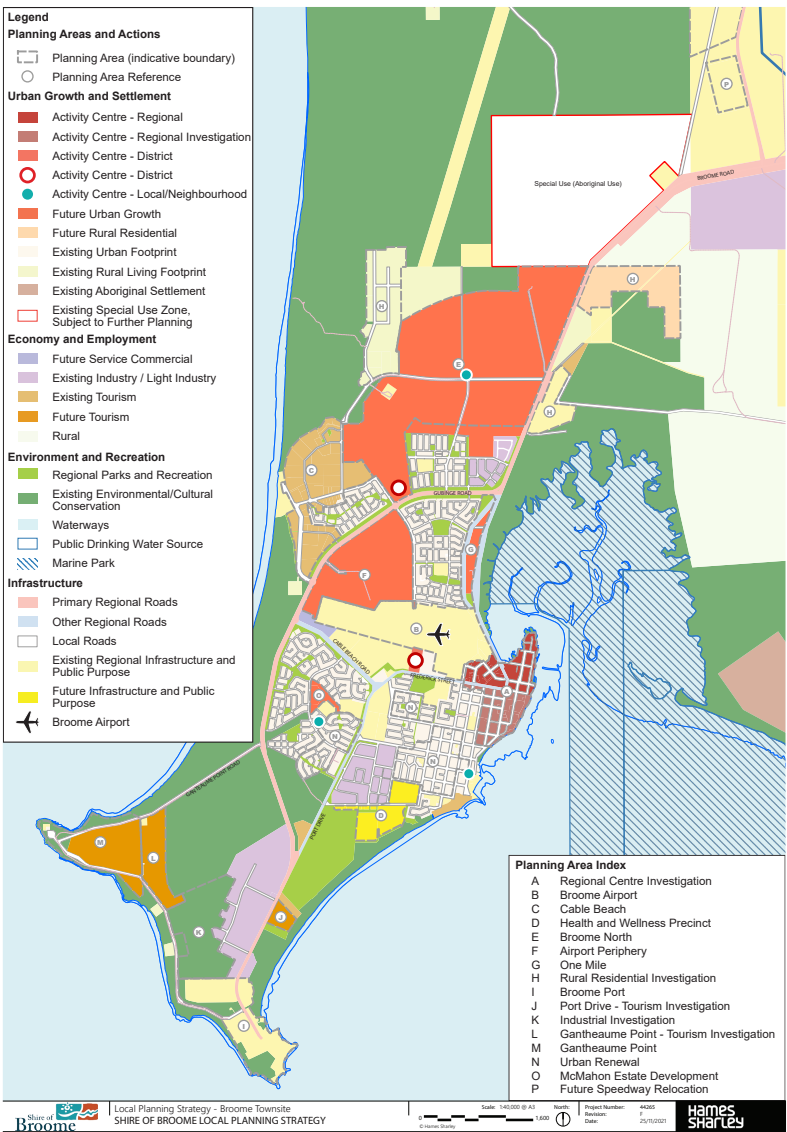 Legend
Planning Areas and Actions
Planning Area (indicative boundary)
Planning Area Reference
Urban Growth and Settlement
Activity Centre - Regional
Activity Centre - Regional Investigation
Activity Centre - District
Activity Centre - District
Activity Centre - Local/Neighbourhood
Future Urban Growth
Future Rural Residential
Existing Urban Footprint
Existing Rural Living Footprint
Existing Aboriginal Settlement
Existing Special Use Zone,
Subject to Further Planning
Economy and Employment
Future Service Commercial
Existing Industry / Light Industry
Existing Tourism
Future Tourism
Rural
Environment and Recreation
Regional Parks and Recreation
Existing Environmental/Cultural
Conservation
Waterways
Public Drinking Water Source
Marine Park
Infrastructure
Primary Regional Roads
Other Regional Roads
Local Roads
Existing Regional Infrastructure and
Public Purpose
Future Infrastructure and Public
Purpose
Broome Airport
P
BROOME ROAD
Special Use (Aboriginal Use)
H
H
E
H
C
GUBINGE ROAD
G
F
B
CABLE BEACH ROAD
FREDERICK STREET
A
O
N
N
N
GANTEAUME POINT ROAD
PORT DRIVE
D
M
L
J
K
I
Planning Area Index
A Regional Centre Investigation
B Broome Airport
C Cable Beach
D Health and Wellness Precinct
E Broome North
F Airport Periphery
G One Mile
H Rural Residential Investigation
I Broome Port
J Port Drive - Tourism Investigation
K Industrial Investigation
L Gantheaume Point - Tourism Investigation
M Gantheaume Point
N Urban Renewal
O McMahon Estate Development
P Future Speedway Relocation
Shire of
Broome
Local Planning Strategy - Broome Townsite
SHIRE OF BROOME LOCAL PLANNING STRATEGY
Scale: 1:40,000 @ A3
0 1,600
© Hames Sharley
North:
Project Number: 44265
Revision: F
Date: 25/11/2021
HAMES
SHARLEY